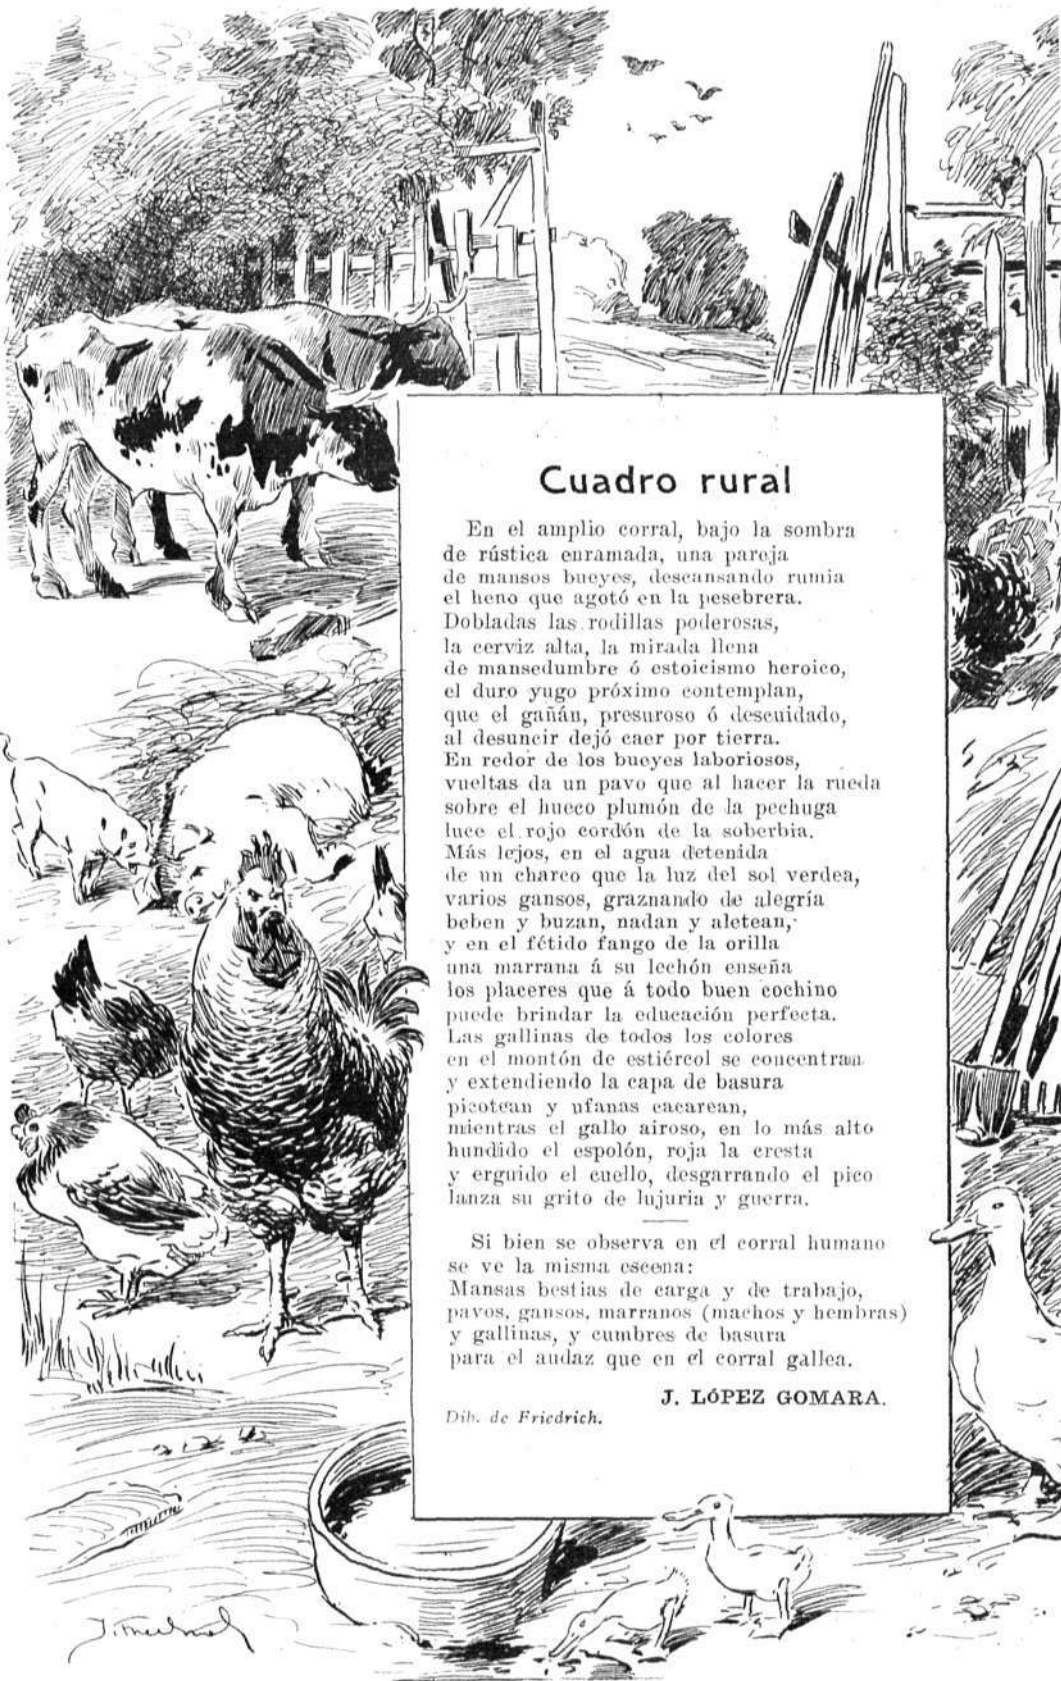 Cuadro rural
En el amplio corral, bajo la sombra
de rústica enramada, una pareja
de mansos bueyes, descansando rumia
el heno que agotó en la pesebrera.
Dobladas las rodillas poderosas,
la cerviz alta, la mirada llena
de mansedumbre ó estoicismo heroico,
el duro yugo próximo contemplan,
que el gañán, presuroso ó descuidado,
al desuncir dejó caer por tierra.
En redor de los bueyes laboriosos,
vueltas da un pavo que al hacer la rueda
sobre el hueco plumón de la pechuga
luce el rojo cordón de la soberbia.
Más lejos, en el agua detenida
de un charco que la luz del sol verdea,
varios gansos, graznando de alegría
beben y buzan, nadan y aletean,
y en el fétido fango de la orilla
una marrana á su lechón enseña
los placeres que á todo buen cochino
puede brindar la educación perfecta.
Las gallinas de todos los colores
en el montón de estiércol se concentran
y extendiendo la capa de basura
picotean y ufanas cacarean,
mientras el gallo airoso, en lo más alto
hundido el espolón, roja la cresta
y erguido el cuello, desgarrando el pico
lanza su grito de lujuria y guerra.
Si bien se observa en el corral humano
se ve la misma escena:
Mansas bestias de carga y de trabajo,
pavos, gansos, marranos (machos y hembras)
y gallinas, y cumbres de basura
para el audaz que en el corral gallea.
J. LÓPEZ GOMARA.
Dib. de Friedrich.